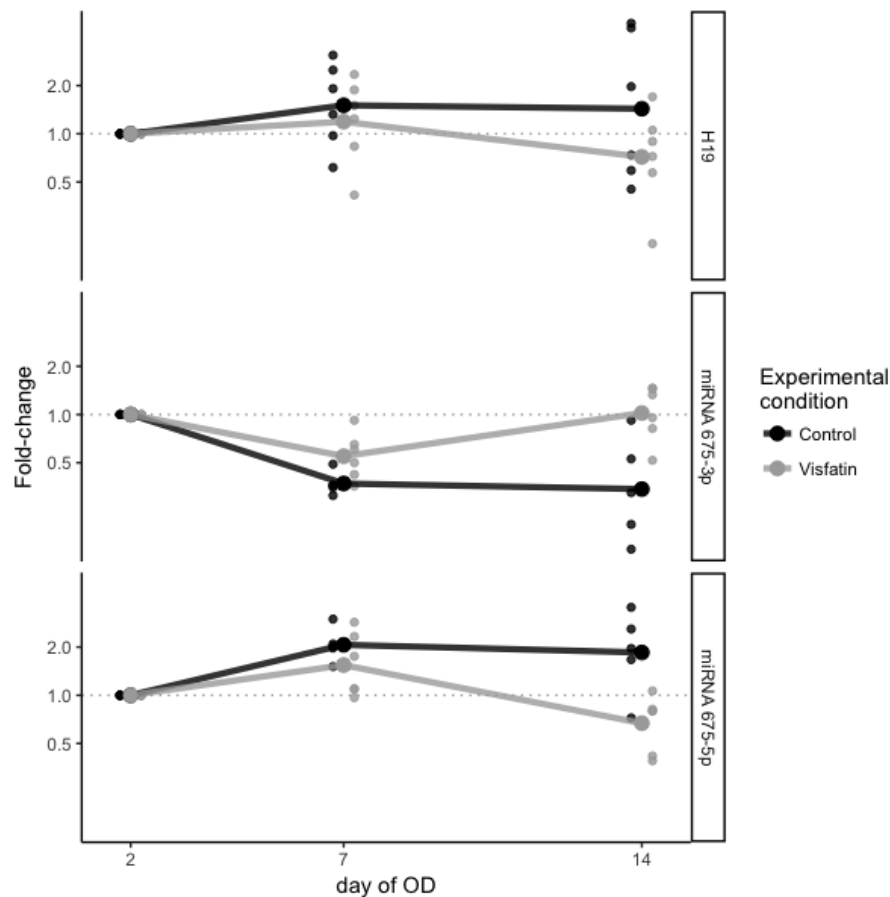 2.0
1.0
0.5
H19
2.0
1.0
0.5
miRNA 675-3p
2.0
1.0
0.5
miRNA 675-5p
Fold-change
2
7
14
day of OD
Experimental
condition
Control
Visfatin